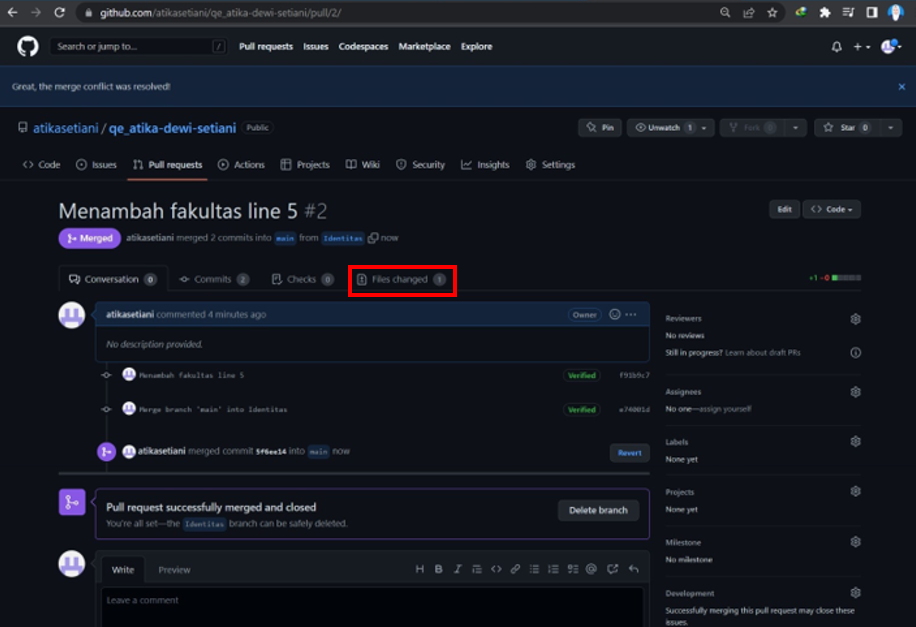 github.com/atikasetiani/qe_atika-dewi-setiani/pull/2/
Search or jump to... / Pull requests Issues Codespaces Marketplace Explore
Great, the merge conflict was resolved!
atikasetiani / qe_atika-dewi-setiani Public
Pin Unwatch 1 Fork 0 Star 0
Code Issues Pull requests Actions Projects Wiki Security Insights Settings
Menambah fakultas line 5 #2
Edit Code
Merged atikasetiani merged 2 commits into main from Identitas now
Conversation 0 Commits 2 Checks 0 Files changed 1 +1 −0
atikasetiani commented 4 minutes ago Owner
No description provided.
Menambah fakultas line 5 Verified f91b9c7
Merge branch 'main' into Identitas Verified e74001d
atikasetiani merged commit 5f6ee14 into main now Revert
Pull request successfully merged and closed
You're all set—the Identitas branch can be safely deleted.
Delete branch
Write Preview
H B I
Leave a comment
Reviewers
No reviews
Still in progress? Learn about draft PRs
Assignees
No one—assign yourself
Labels
None yet
Projects
None yet
Milestone
No milestone
Development
Successfully merging this pull request may close these
issues.